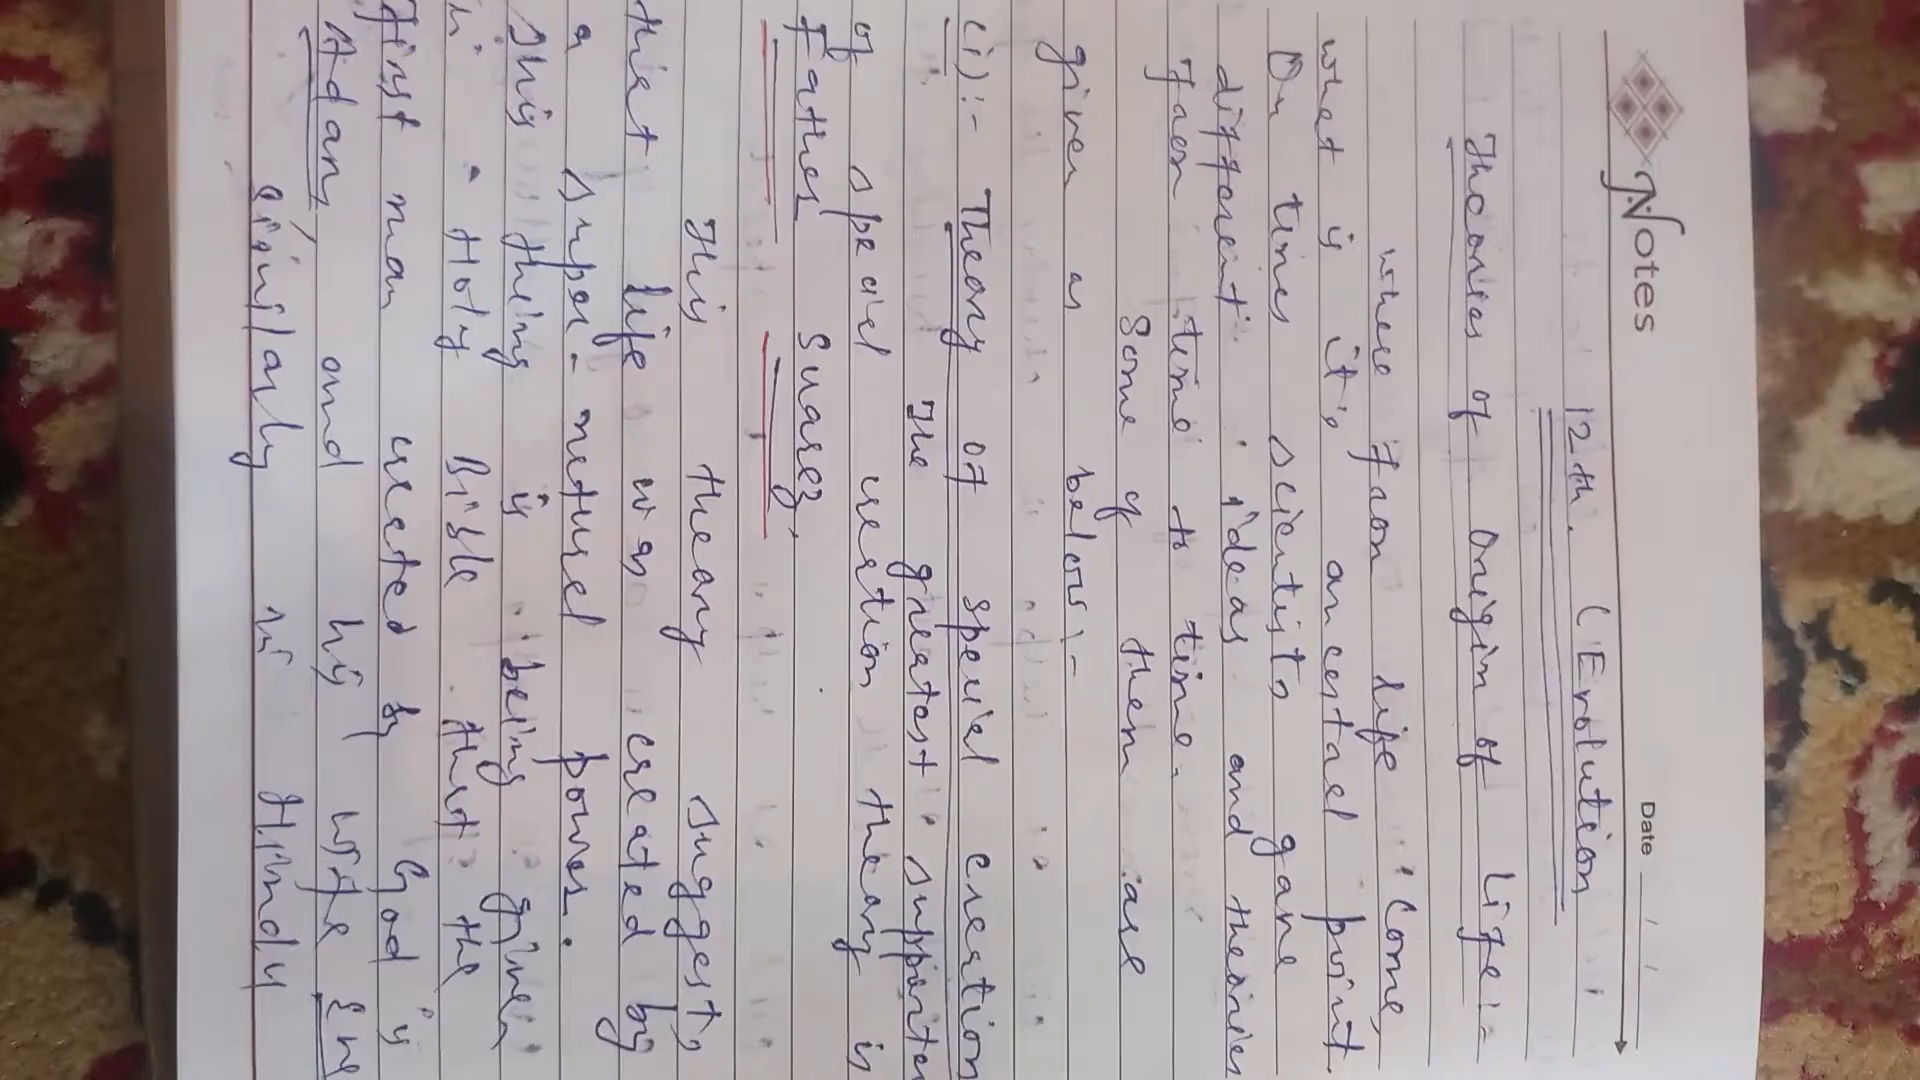 Notes
Date / /
12th. (Evolution
Theories of Origin of Life:-
where from life come,
what is it's ancestral point.
On times scientists gave
different ideas and theories
from time to time.
Some of them are
given as below:-
(i):- Theory of special creation
The greatest supporter
of special creation theory is
Father Suarez,
This theory suggests
that life was created by
a super-naturel power.
This thing is being given
in Holy Bible that the
first man created by God is
Adam, and his wife Eve
similarly in Hindu